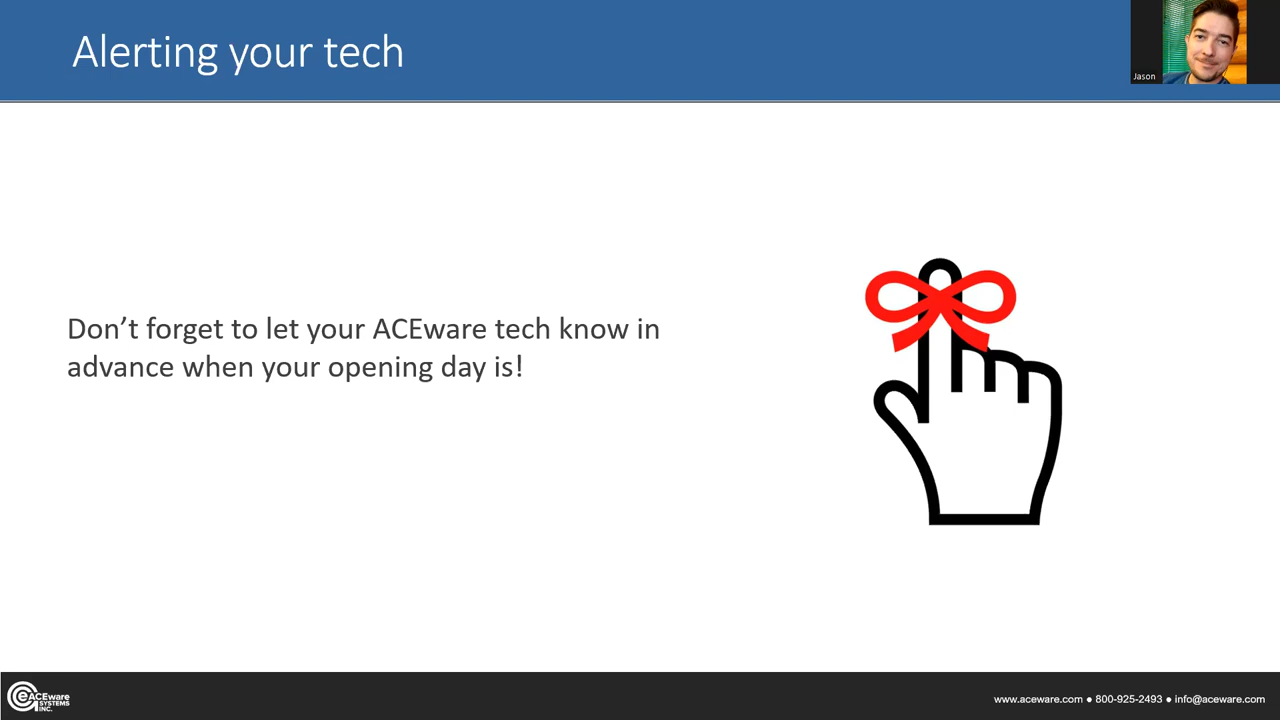 Alerting your tech
Jason
Don’t forget to let your ACEware tech know in
advance when your opening day is!
ACEware
SYSTEMS
INC.
www.aceware.com ● 800-925-2493 ● info@aceware.com